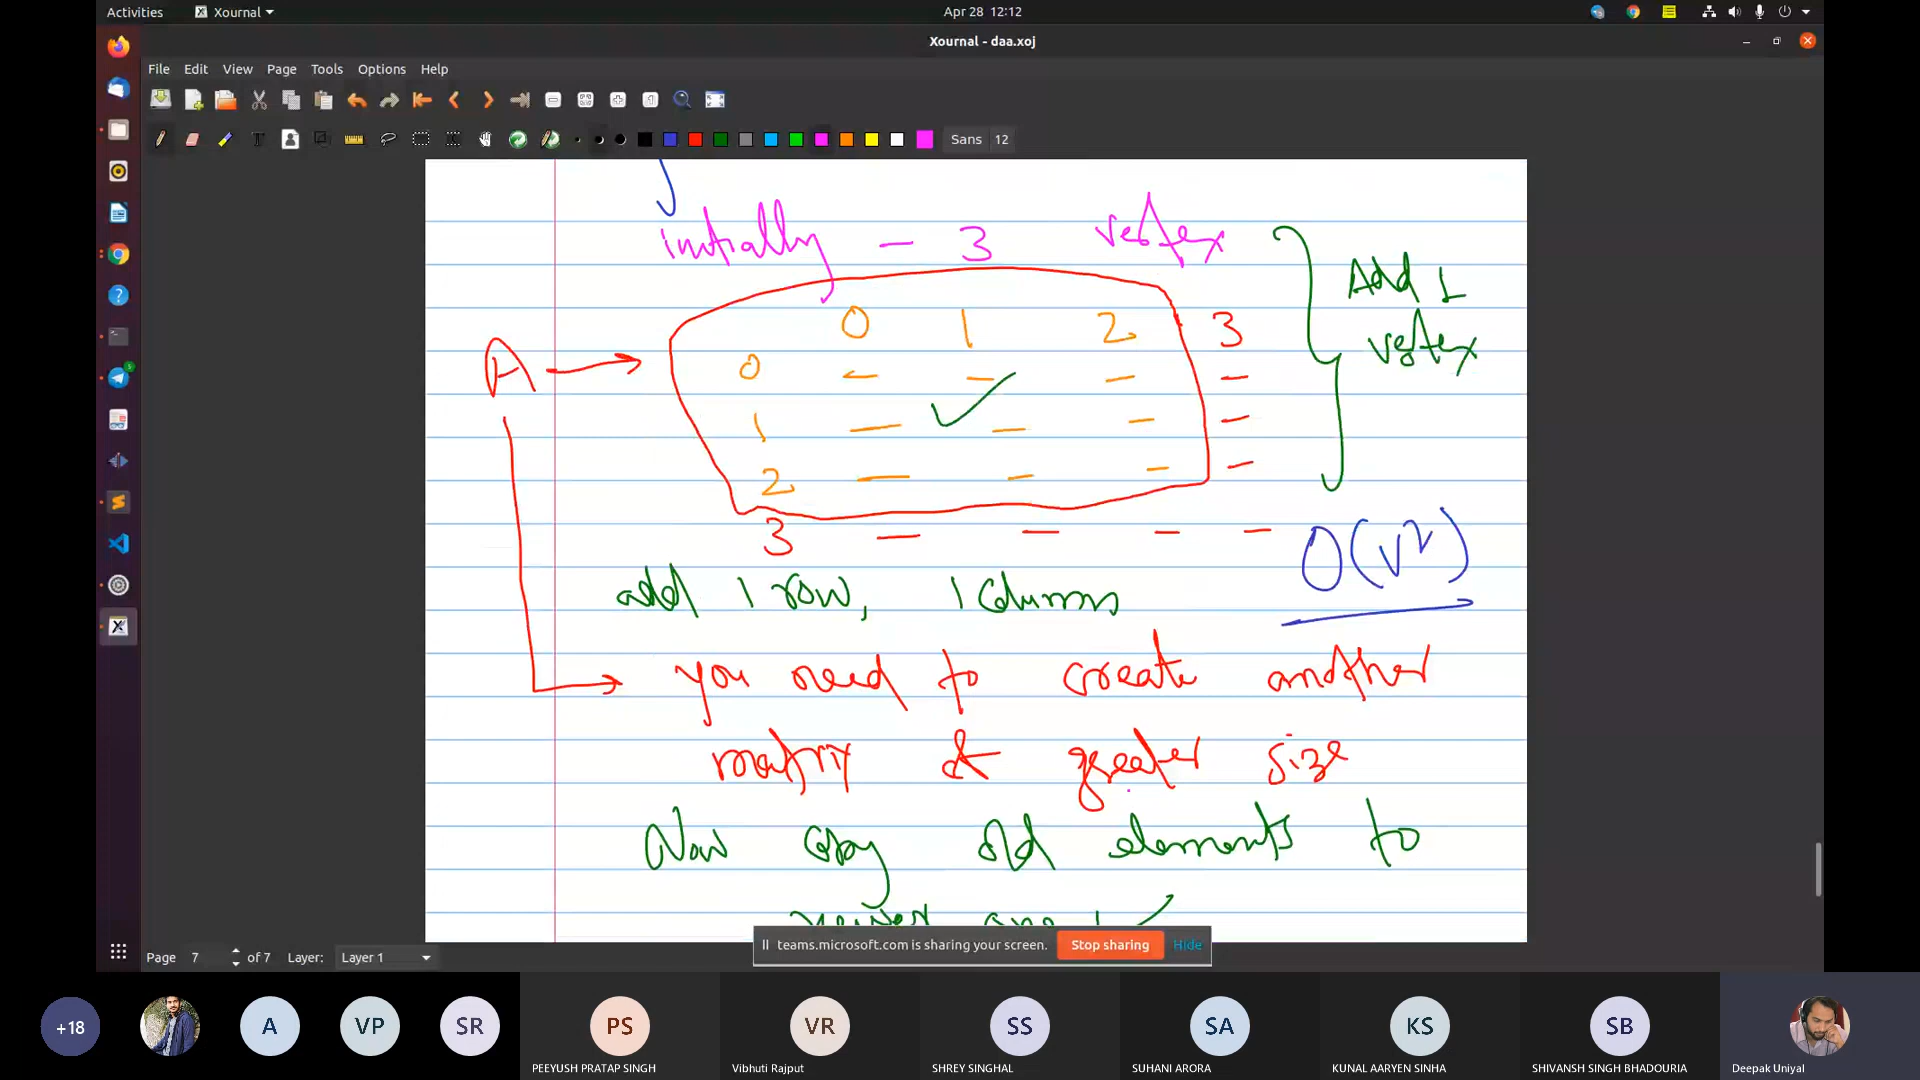 Activities Xournal Apr 28 12:12
Xournal - daa.xoj
File Edit View Page Tools Options Help
Sans 12
initially - 3 vertex
Add 1
vertex
0 1 2 3
A
0
1
2
3
O(V²)
add 1 row, 1 columns
you need to create another
matrix of greater size
Now copy old elements to
teams.microsoft.com is sharing your screen. Stop sharing Hide
Page 7 of 7 Layer: Layer 1
+18 A VP SR PS VR SS SA KS SB
PEEYUSH PRATAP SINGH Vibhuti Rajput SHREY SINGHAL SUHANI ARORA KUNAL AARYEN SINHA SHIVANSH SINGH BHADOURIA Deepak Uniyal